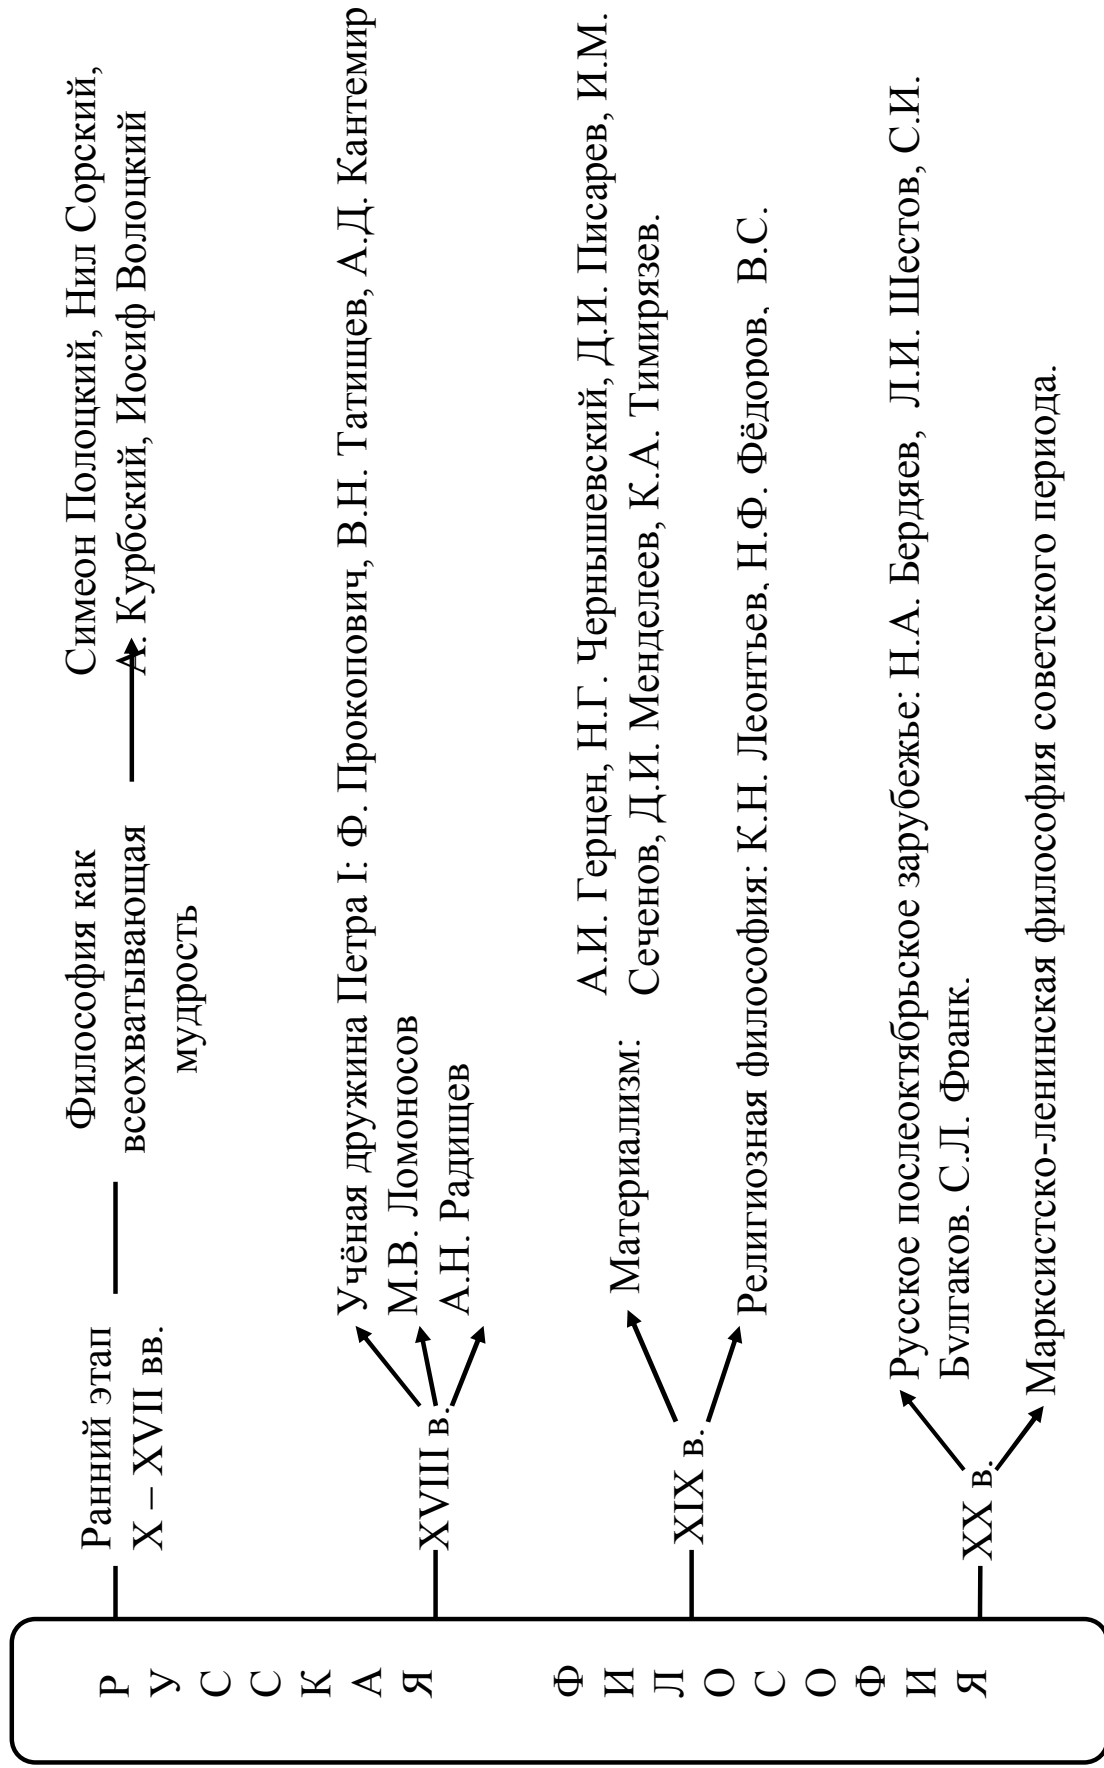 РУССКАЯ ФИЛОСОФИЯ
Ранний этап
X – XVII вв.
Философия как
всеохватывающая
мудрость
Симеон Полоцкий, Нил Сорский,
А. Курбский, Иосиф Волоцкий
XVIII в.
Учёная дружина Петра I: Ф. Прокопович, В.Н. Татищев, А.Д. Кантемир
М.В. Ломоносов
А.Н. Радищев
XIX в.
Материализм:
А.И. Герцен, Н.Г. Чернышевский, Д.И. Писарев, И.М.
Сеченов, Д.И. Менделеев, К.А. Тимирязев.
Религиозная философия: К.Н. Леонтьев, Н.Ф. Фёдоров, В.С.
XX в.
Русское послеоктябрьское зарубежье: Н.А. Бердяев, Л.И. Шестов, С.И.
Булгаков, С.Л. Франк.
Марксистско-ленинская философия советского периода.